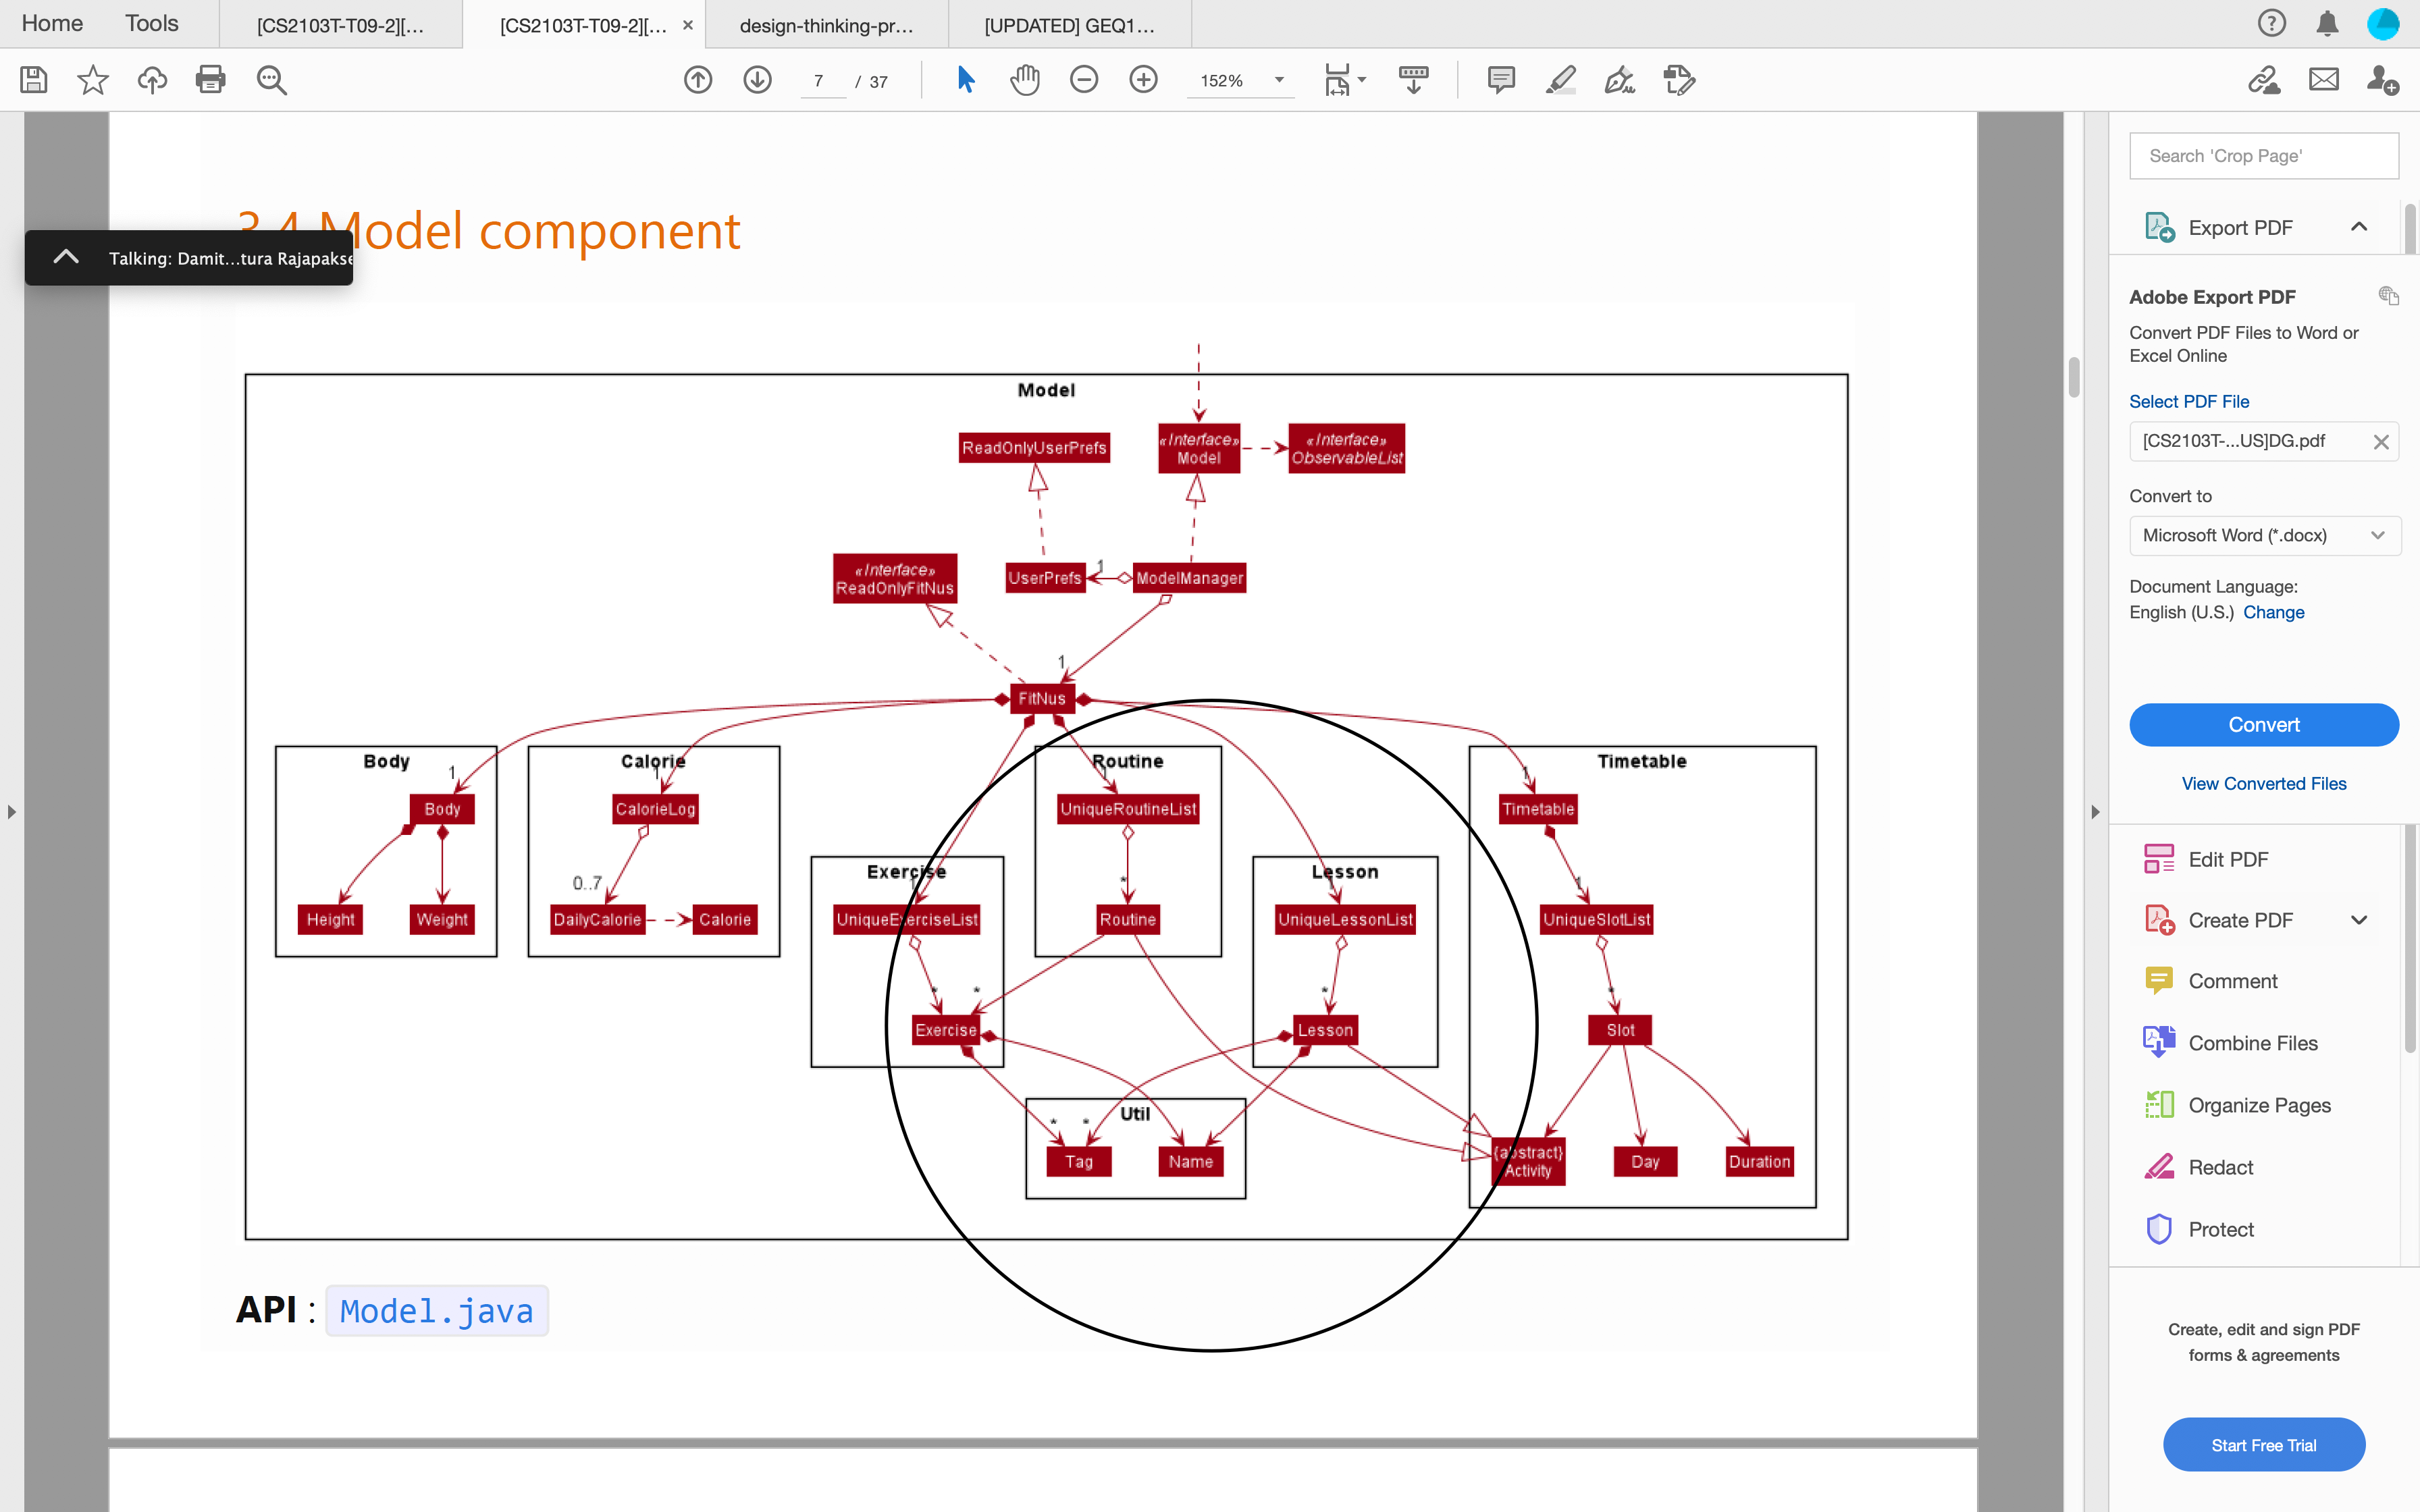 Home Tools [CS2103T-T09-2][... [CS2103T-T09-2][... × design-thinking-pr... [UPDATED] GEQ1...
7 / 37 152%
3.4 Model component
Talking: Damit...tura Rajapakse
Model
ReadOnlyUserPrefs
«Interface»
Model
«Interface»
ObservableList
«Interface»
ReadOnlyFitNus
UserPrefs
1
ModelManager
1
FitNus
Body
1
Body
Height
Weight
Calorie
1
CalorieLog
0..7
DailyCalorie
Calorie
Routine
1
UniqueRoutineList
*
Routine
Exercise
1
UniqueExerciseList
*
*
Exercise
Lesson
1
UniqueLessonList
*
Lesson
Util
*
*
Tag
Name
Timetable
1
Timetable
1
UniqueSlotList
*
Slot
{abstract}
Activity
Day
Duration
API : Model.java
Search 'Crop Page'
Export PDF
Adobe Export PDF
Convert PDF Files to Word or
Excel Online
Select PDF File
[CS2103T-...US]DG.pdf
Convert to
Microsoft Word (*.docx)
Document Language:
English (U.S.) Change
Convert
View Converted Files
Edit PDF
Create PDF
Comment
Combine Files
Organize Pages
Redact
Protect
Create, edit and sign PDF
forms & agreements
Start Free Trial